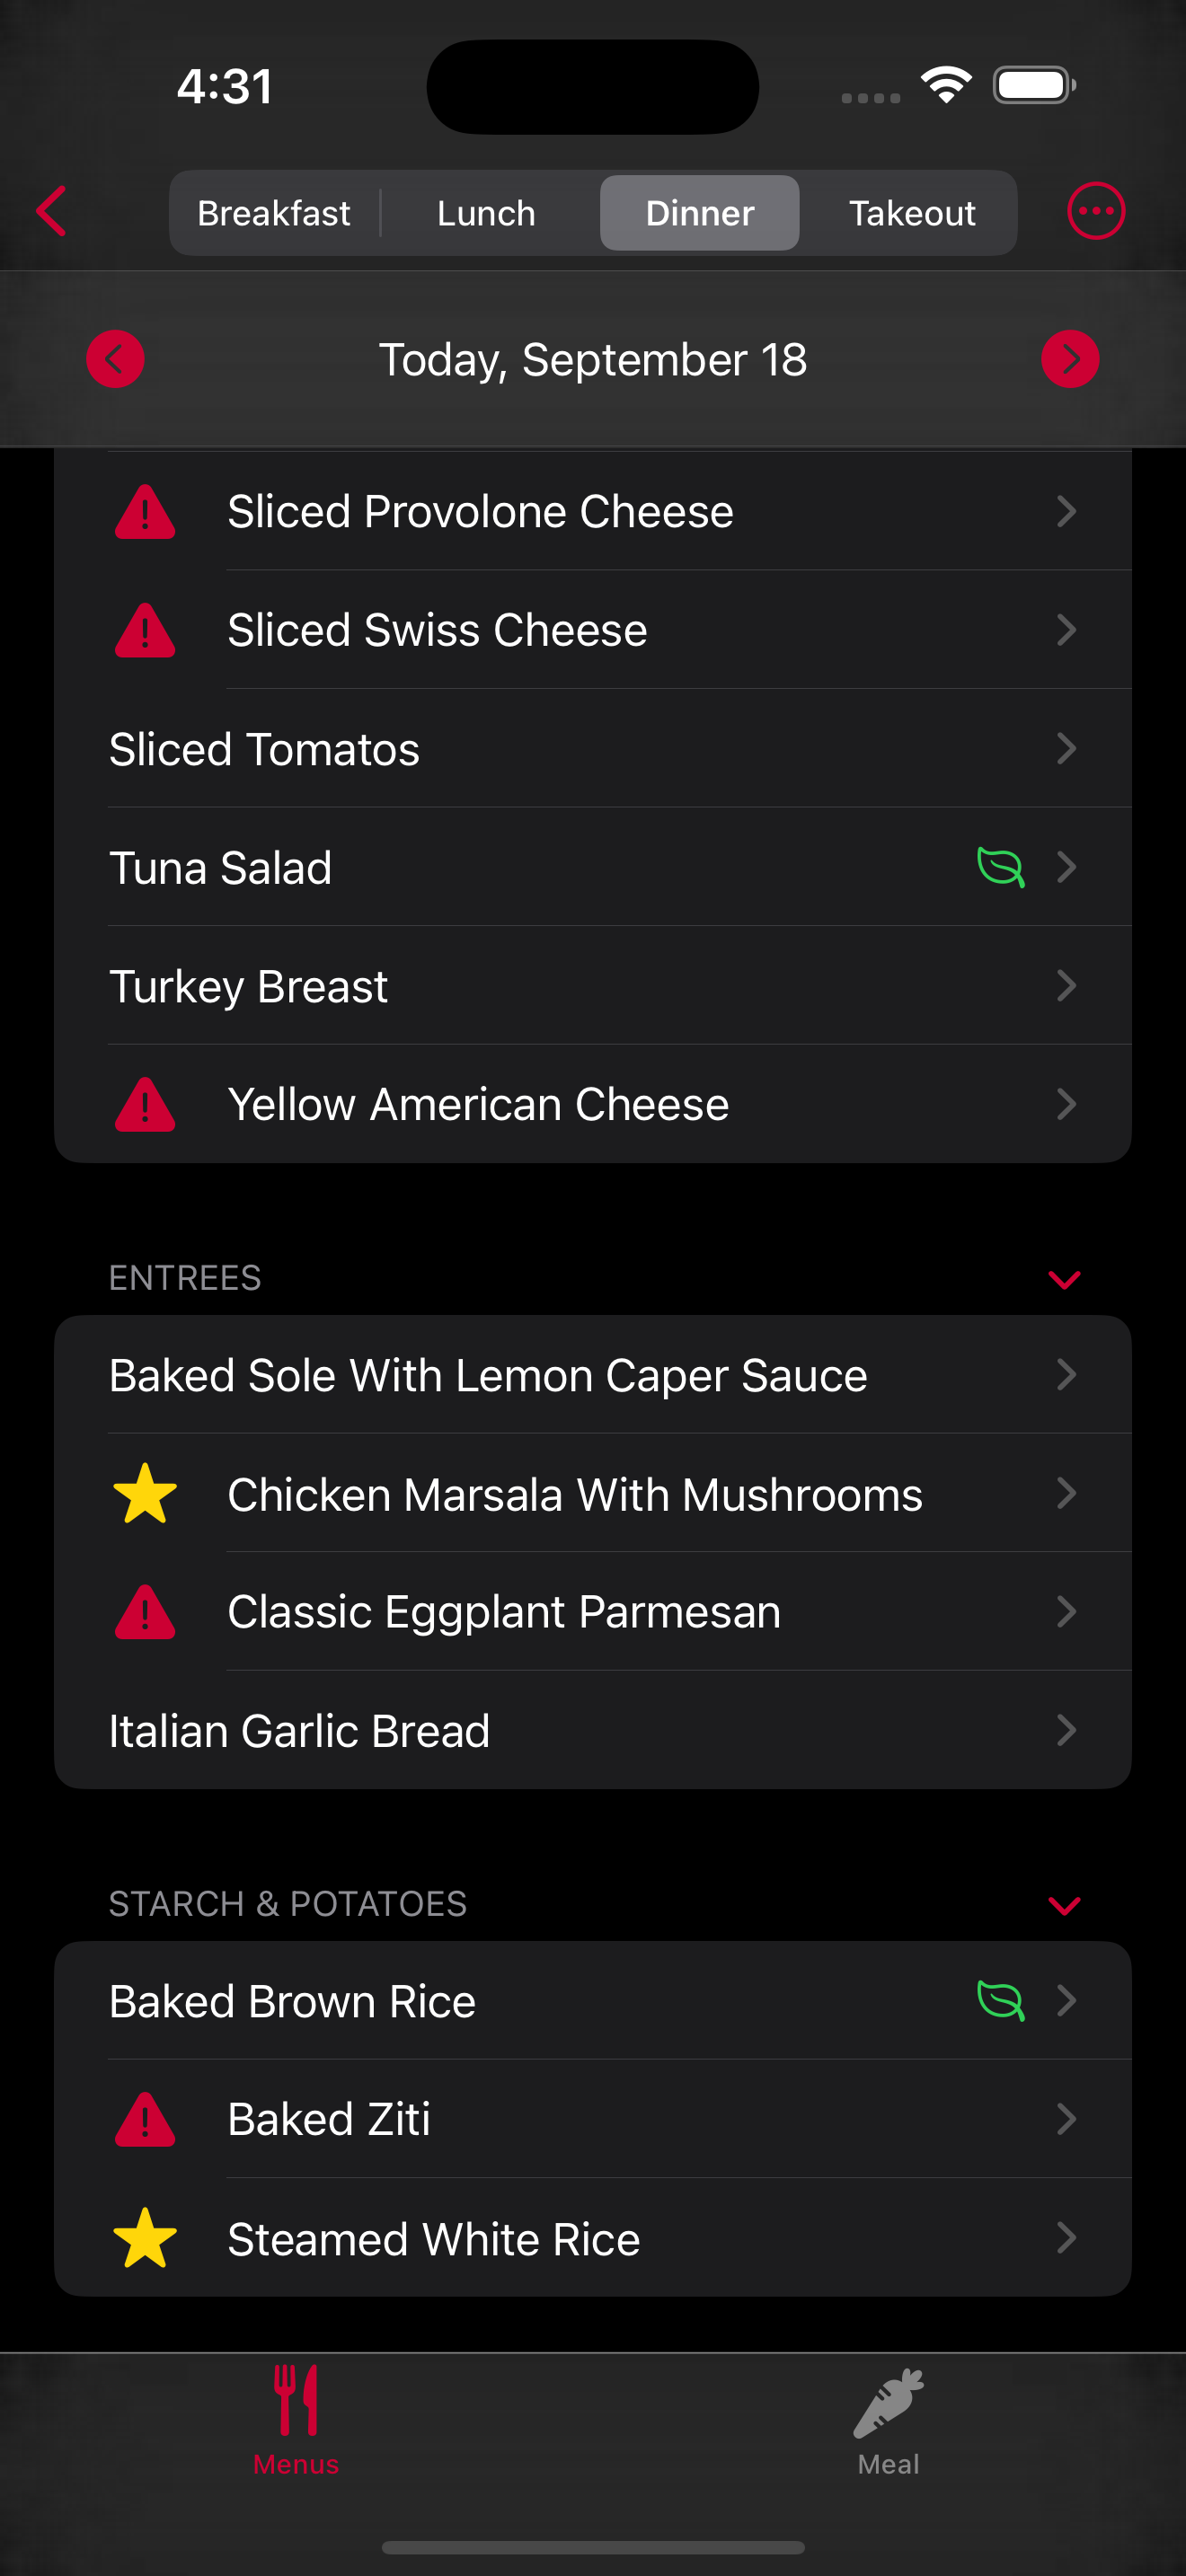 4:31
Breakfast
Lunch
Dinner
Takeout
Today, September 18
Sliced Provolone Cheese
Sliced Swiss Cheese
Sliced Tomatos
Tuna Salad
Turkey Breast
Yellow American Cheese
ENTREES
Baked Sole With Lemon Caper Sauce
Chicken Marsala With Mushrooms
Classic Eggplant Parmesan
Italian Garlic Bread
STARCH & POTATOES
Baked Brown Rice
Baked Ziti
Steamed White Rice
Menus
Meal